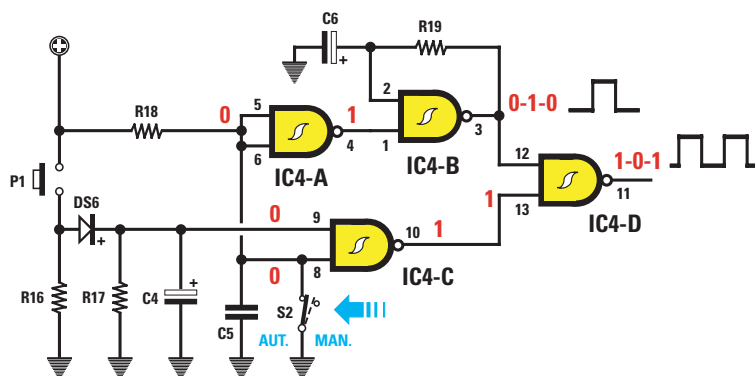 C6
R19
+
2
0-1-0
R18
0
5
1
3
6
4
1
12
1-0-1
IC4-A
IC4-B
11
P1
DS6
1
13
0
9
IC4-D
+
+
10
1
R16
R17
C4
0
8
IC4-C
C5
S2
AUT.
MAN.